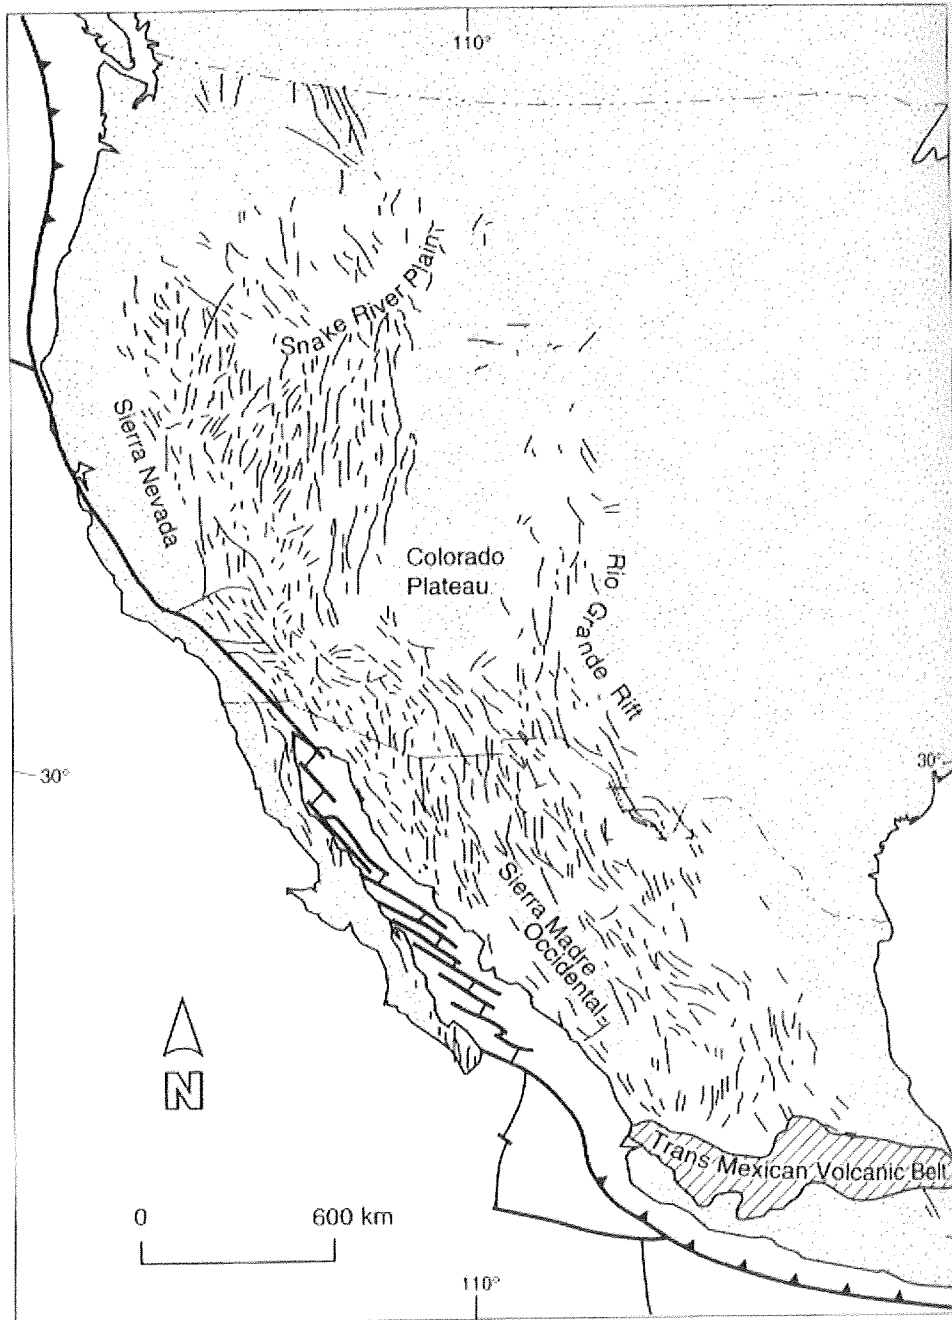 110°
Snake River Plain
Sierra Nevada
Colorado
Plateau
Rio Grande Rift
30°
30°
Sierra Madre
Occidental
N
Trans Mexican Volcanic Belt
0 600 km
110°